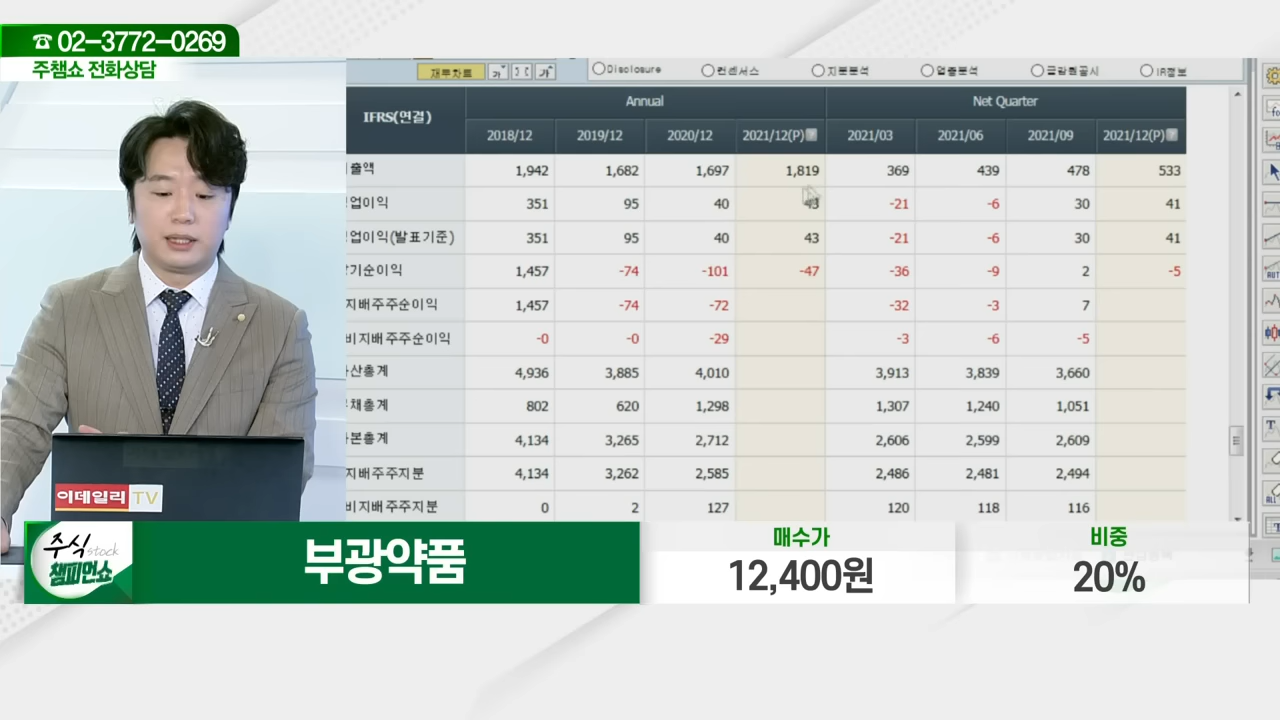 ☎ 02-3772-0269
주챔쇼 전화상담
재무차트
Disclosure 컨센서스 지분분석 업종분석 금감원공시 IR정보
IFRS(연결) Annual Net Quarter
2018/12 2019/12 2020/12 2021/12(P) 2021/03 2021/06 2021/09 2021/12(P)
출액 1,942 1,682 1,697 1,819 369 439 478 533
업이익 351 95 40 43 -21 -6 30 41
업이익(발표기준) 351 95 40 43 -21 -6 30 41
기순이익 1,457 -74 -101 -47 -36 -9 2 -5
지배주주순이익 1,457 -74 -72 -32 -3 7
비지배주주순이익 -0 -0 -29 -3 -6 -5
산총계 4,936 3,885 4,010 3,913 3,839 3,660
채총계 802 620 1,298 1,307 1,240 1,051
본총계 4,134 3,265 2,712 2,606 2,599 2,609
지배주주지분 4,134 3,262 2,585 2,486 2,481 2,494
비지배주주지분 0 2 127 120 118 116
이데일리 TV
주식 stock
챔피언쇼
부광약품
매수가
12,400원
비중
20%